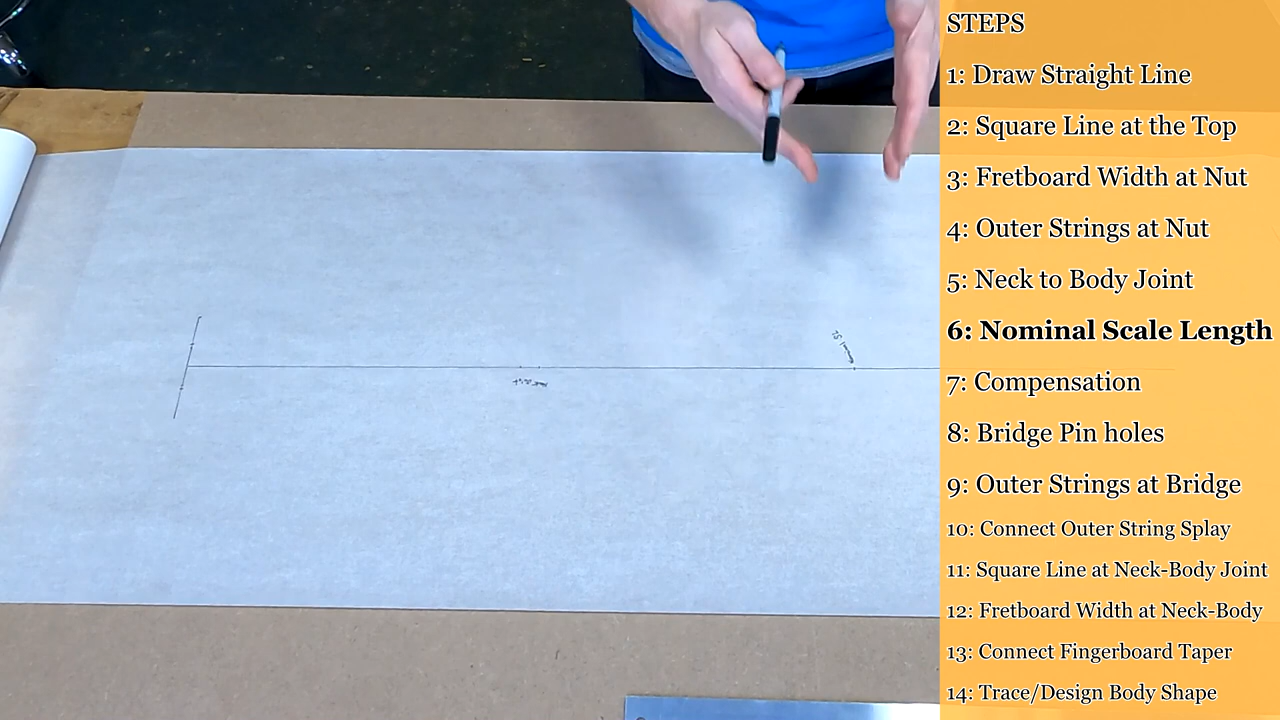 STEPS
1: Draw Straight Line
2: Square Line at the Top
3: Fretboard Width at Nut
4: Outer Strings at Nut
5: Neck to Body Joint
6: Nominal Scale Length
7: Compensation
8: Bridge Pin holes
9: Outer Strings at Bridge
10: Connect Outer String Splay
11: Square Line at Neck-Body Joint
12: Fretboard Width at Neck-Body
13: Connect Fingerboard Taper
14: Trace/Design Body Shape